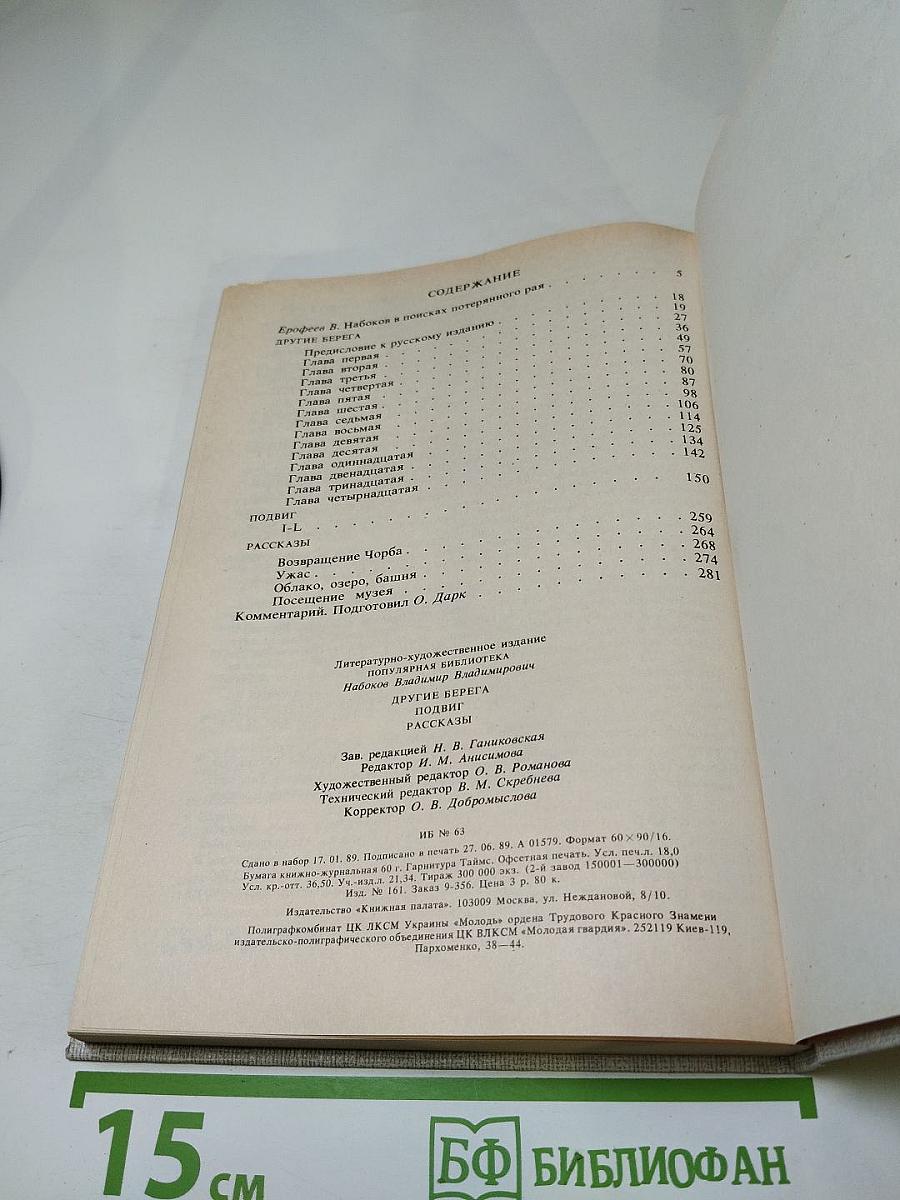 СОДЕРЖАНИЕ
Ерофеев В. Набоков в поисках потерянного рая . . . . . . . 5
ДРУГИЕ БЕРЕГА
Предисловие к русскому изданию . . . . . . . 18
Глава первая . . . . . . . 19
Глава вторая . . . . . . . 27
Глава третья . . . . . . . 36
Глава четвертая . . . . . . . 49
Глава пятая . . . . . . . 57
Глава шестая . . . . . . . 70
Глава седьмая . . . . . . . 80
Глава восьмая . . . . . . . 87
Глава девятая . . . . . . . 98
Глава десятая . . . . . . . 106
Глава одиннадцатая . . . . . . . 114
Глава двенадцатая . . . . . . . 125
Глава тринадцатая . . . . . . . 134
Глава четырнадцатая . . . . . . . 142
ПОДВИГ
I-L . . . . . . . 150
РАССКАЗЫ
Возвращение Чорба . . . . . . . 259
Ужас . . . . . . . 264
Облако, озеро, башня . . . . . . . 268
Посещение музея . . . . . . . 274
Комментарий. Подготовил О. Дарк . . . . . . . 281
Литературно-художественное издание
ПОПУЛЯРНАЯ БИБЛИОТЕКА
Набоков Владимир Владимирович
ДРУГИЕ БЕРЕГА
ПОДВИГ
РАССКАЗЫ
Зав. редакцией Н. В. Ганиковская
Редактор И. М. Анисимова
Художественный редактор О. В. Романова
Технический редактор В. М. Скребнева
Корректор О. В. Добромыслова
ИБ № 63
Сдано в набор 17. 01. 89. Подписано в печать 27. 06. 89. А 01579. Формат 60×90/16.
Бумага книжно-журнальная 60 г. Гарнитура Таймс. Офсетная печать. Усл. печ.л. 18,0
Усл. кр.-отт. 36,50. Уч.-изд.л. 21,34. Тираж 300 000 экз. (2-й завод 150001—300000)
Изд. № 161. Заказ 9-356. Цена 3 р. 80 к.
Издательство «Книжная палата». 103009 Москва, ул. Неждановой, 8/10.
Полиграфкомбинат ЦК ЛКСМ Украины «Молодь» ордена Трудового Красного Знамени
издательско-полиграфического объединения ЦК ВЛКСМ «Молодая гвардия». 252119 Киев-119,
Пархоменко, 38—44.
15 см
БФ БИБЛИОФАН